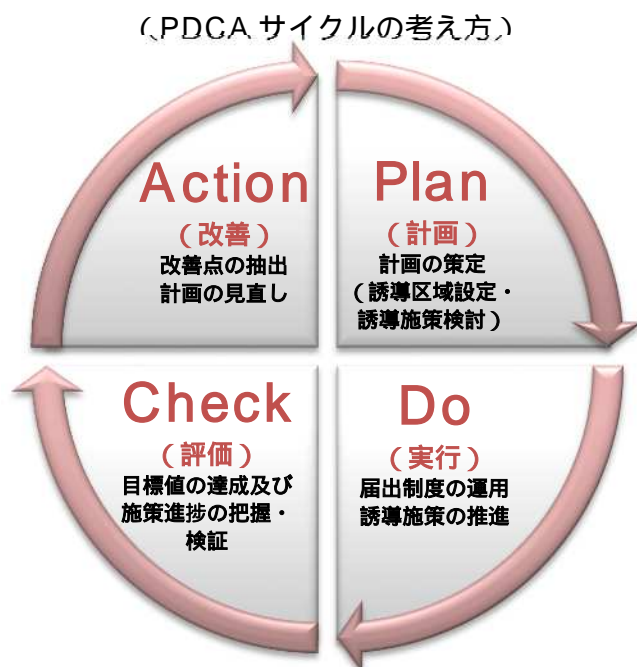 （PDCA サイクルの考え方）
Plan
（計画）
計画の策定
（誘導区域設定・
誘導施策検討）
Do
（実行）
届出制度の運用
誘導施策の推進
Check
（評価）
目標値の達成及び
施策進捗の把握・
検証
Action
（改善）
改善点の抽出
計画の見直し